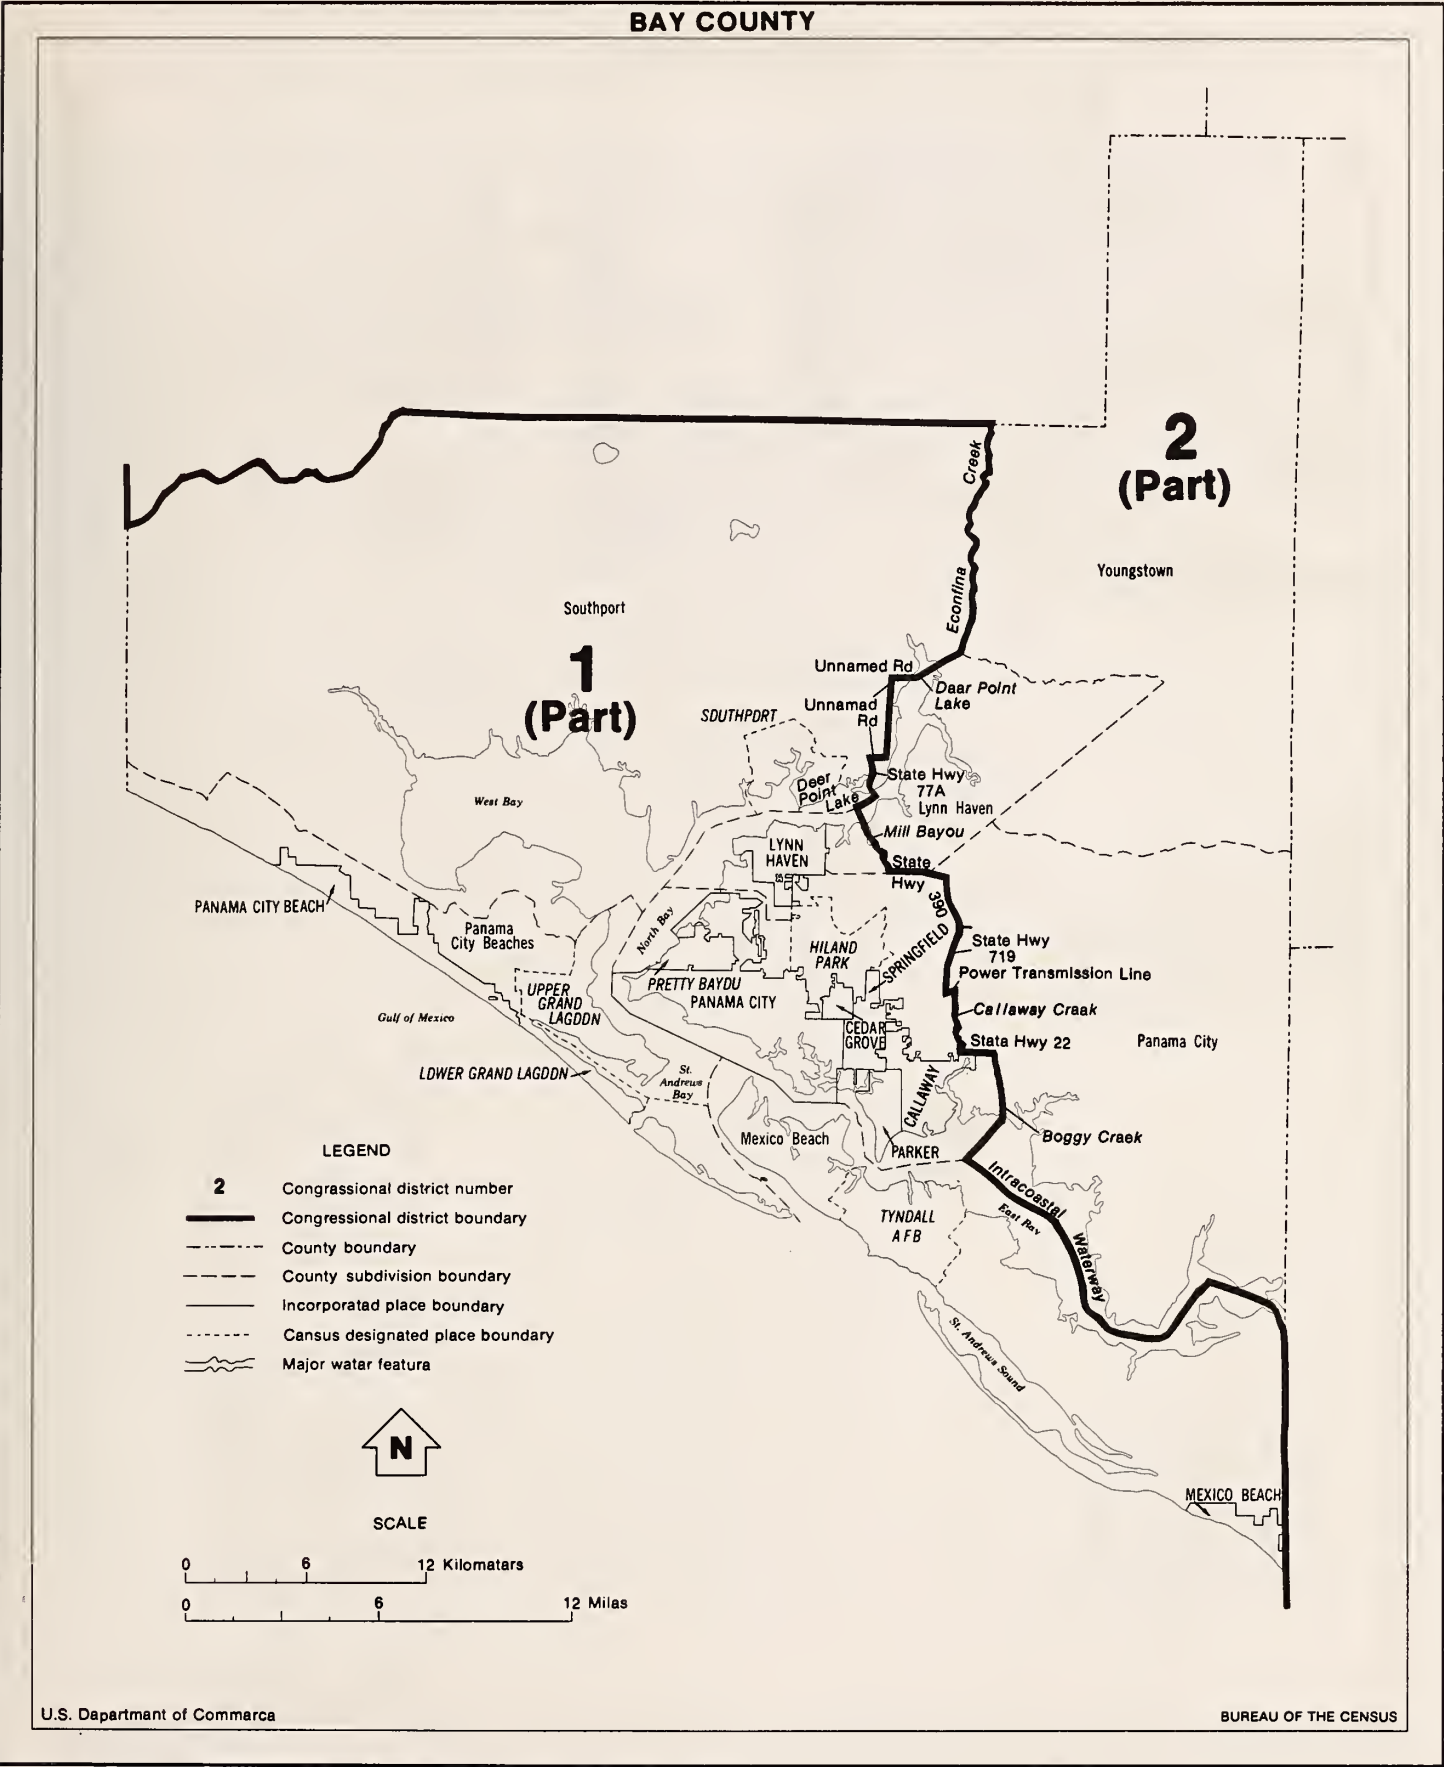 BAY COUNTY
2
(Part)
Creek
Econfina
Youngstown
Southport
1
(Part)
Unnamed Rd
Daar Point
Lake
Unnamad
Rd
SDUTHPDRT
State Hwy
77A
Deer
Point
Lake
Lynn Haven
West Bay
Mill Bayou
LYNN
HAVEN
State
Hwy
390
PANAMA CITY BEACH
North Bay
Panama
City Beaches
HILAND
PARK
SPRINGFIELD
State Hwy
719
Power Transmission Line
PRETTY BAYDU
PANAMA CITY
UPPER
GRAND
LAGDDN
Callaway Craak
Gulf of Mexico
CEDAR
GROVE
Stata Hwy 22
Panama City
LDWER GRAND LAGDDN
St.
Andrews
Bay
CALLAWAY
Mexico Beach
PARKER
Boggy Craek
Intracoastal
Waterway
East Bay
TYNDALL
AFB
St. Andrews Sound
MEXICO BEACH
LEGEND
2 Congrassional district number
Congressional district boundary
County boundary
County subdivision boundary
Incorporatad place boundary
Cansus designated place boundary
Major watar featura
N
SCALE
0 6 12 Kilomatars
0 6 12 Milas
U.S. Dapartmant of Commarca
BUREAU OF THE CENSUS